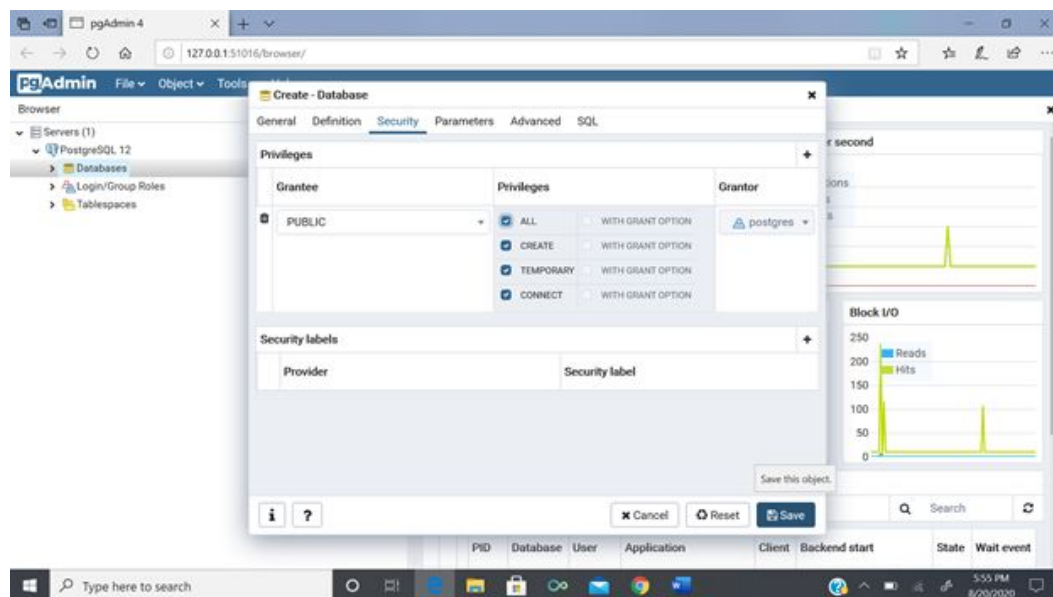 pgAdmin 4
127.0.0.1:51016/browser/
pgAdmin File Object Tools
Browser
Servers (1)
PostgreSQL 12
Databases
Login/Group Roles
Tablespaces
Create - Database
General Definition Security Parameters Advanced SQL
Privileges
Grantee Privileges Grantor
PUBLIC
ALL WITH GRANT OPTION
CREATE WITH GRANT OPTION
TEMPORARY WITH GRANT OPTION
CONNECT WITH GRANT OPTION
postgres
Security labels
Provider Security label
Save this object.
i ? Cancel Reset Save
r second
ions
Block I/O
250
200
150
100
50
0
Reads
Hits
Search
PID Database User Application Client Backend start State Wait event
Type here to search
5:55 PM
8/20/2020